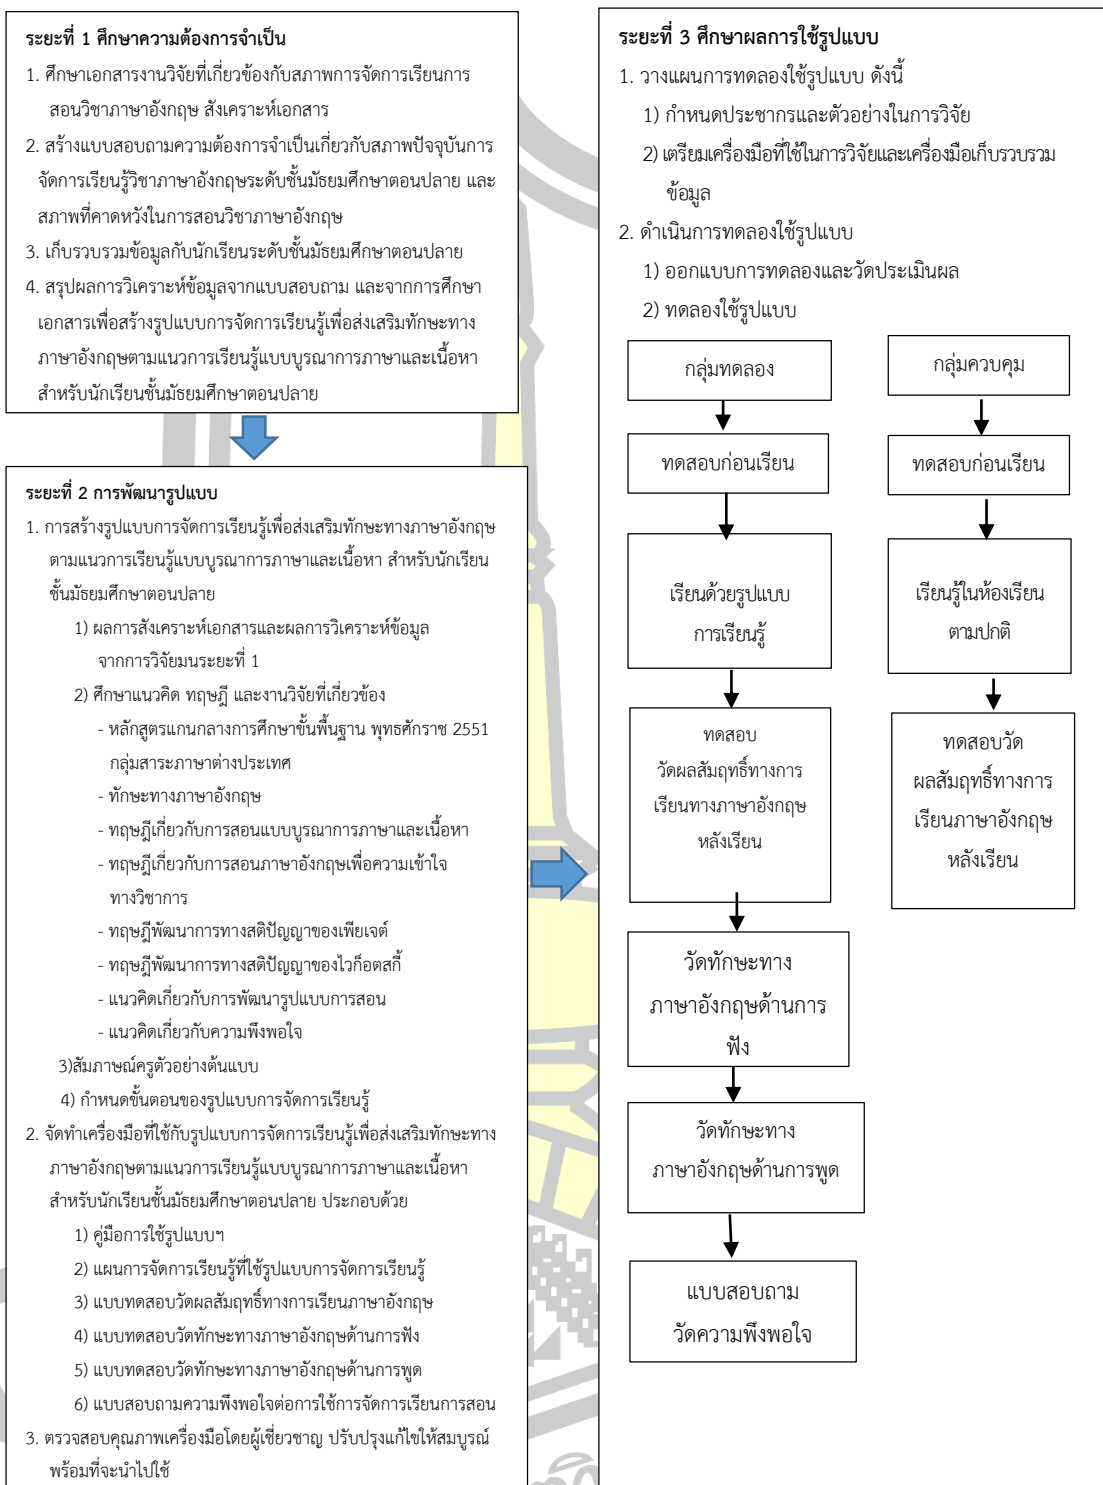 ระยะที่ 1 ศึกษาความต้องการจำเป็น
1. ศึกษาเอกสารงานวิจัยที่เกี่ยวข้องกับสภาพการจัดการเรียนการ
สอนวิชาภาษาอังกฤษ สังเคราะห์เอกสาร
2. สร้างแบบสอบถามความต้องการจำเป็นเกี่ยวกับสภาพปัจจุบันการ
จัดการเรียนรู้วิชาภาษาอังกฤษระดับชั้นมัธยมศึกษาตอนปลาย และ
สภาพที่คาดหวังในการสอนวิชาภาษาอังกฤษ
3. เก็บรวบรวมข้อมูลกับนักเรียนระดับชั้นมัธยมศึกษาตอนปลาย
4. สรุปผลการวิเคราะห์ข้อมูลจากแบบสอบถาม และจากการศึกษา
เอกสารเพื่อสร้างรูปแบบการจัดการเรียนรู้เพื่อส่งเสริมทักษะทาง
ภาษาอังกฤษตามแนวการเรียนรู้แบบบูรณาการภาษาและเนื้อหา
สำหรับนักเรียนชั้นมัธยมศึกษาตอนปลาย
ระยะที่ 2 การพัฒนารูปแบบ
1. การสร้างรูปแบบการจัดการเรียนรู้เพื่อส่งเสริมทักษะทางภาษาอังกฤษ
ตามแนวการเรียนรู้แบบบูรณาการภาษาและเนื้อหา สำหรับนักเรียน
ชั้นมัธยมศึกษาตอนปลาย
1) ผลการสังเคราะห์เอกสารและผลการวิเคราะห์ข้อมูล
จากการวิจัยมนระยะที่ 1
2) ศึกษาแนวคิด ทฤษฎี และงานวิจัยที่เกี่ยวข้อง
- หลักสูตรแกนกลางการศึกษาขั้นพื้นฐาน พุทธศักราช 2551
กลุ่มสาระภาษาต่างประเทศ
- ทักษะทางภาษาอังกฤษ
- ทฤษฎีเกี่ยวกับการสอนแบบบูรณาการภาษาและเนื้อหา
- ทฤษฎีเกี่ยวกับการสอนภาษาอังกฤษเพื่อความเข้าใจ
ทางวิชาการ
- ทฤษฎีพัฒนาการทางสติปัญญาของเพียเจต์
- ทฤษฎีพัฒนาการทางสติปัญญาของไวก็อตสกี้
- แนวคิดเกี่ยวกับการพัฒนารูปแบบการสอน
- แนวคิดเกี่ยวกับความพึงพอใจ
3)สัมภาษณ์ครูตัวอย่างต้นแบบ
4) กำหนดขั้นตอนของรูปแบบการจัดการเรียนรู้
2. จัดทำเครื่องมือที่ใช้กับรูปแบบการจัดการเรียนรู้เพื่อส่งเสริมทักษะทาง
ภาษาอังกฤษตามแนวการเรียนรู้แบบบูรณาการภาษาและเนื้อหา
สำหรับนักเรียนชั้นมัธยมศึกษาตอนปลาย ประกอบด้วย
1) คู่มือการใช้รูปแบบฯ
2) แผนการจัดการเรียนรู้ที่ใช้รูปแบบการจัดการเรียนรู้
3) แบบทดสอบวัดผลสัมฤทธิ์ทางการเรียนภาษาอังกฤษ
4) แบบทดสอบวัดทักษะทางภาษาอังกฤษด้านการฟัง
5) แบบทดสอบวัดทักษะทางภาษาอังกฤษด้านการพูด
6) แบบสอบถามความพึงพอใจต่อการใช้การจัดการเรียนการสอน
3. ตรวจสอบคุณภาพเครื่องมือโดยผู้เชี่ยวชาญ ปรับปรุงแก้ไขให้สมบูรณ์
พร้อมที่จะนำไปใช้
ระยะที่ 3 ศึกษาผลการใช้รูปแบบ
1. วางแผนการทดลองใช้รูปแบบ ดังนี้
1) กำหนดประชากรและตัวอย่างในการวิจัย
2) เตรียมเครื่องมือที่ใช้ในการวิจัยและเครื่องมือเก็บรวบรวม
ข้อมูล
2. ดำเนินการทดลองใช้รูปแบบ
1) ออกแบบการทดลองและวัดประเมินผล
2) ทดลองใช้รูปแบบ
กลุ่มทดลอง
ทดสอบก่อนเรียน
เรียนด้วยรูปแบบ
การเรียนรู้
ทดสอบ
วัดผลสัมฤทธิ์ทางการ
เรียนทางภาษาอังกฤษ
หลังเรียน
วัดทักษะทาง
ภาษาอังกฤษด้านการ
ฟัง
วัดทักษะทาง
ภาษาอังกฤษด้านการพูด
แบบสอบถาม
วัดความพึงพอใจ
กลุ่มควบคุม
ทดสอบก่อนเรียน
เรียนรู้ในห้องเรียน
ตามปกติ
ทดสอบวัด
ผลสัมฤทธิ์ทางการ
เรียนภาษาอังกฤษ
หลังเรียน